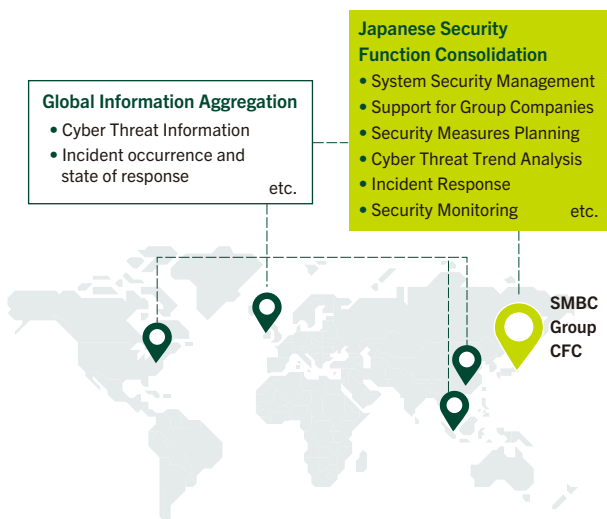 Japanese Security
Function Consolidation
• System Security Management
• Support for Group Companies
• Security Measures Planning
• Cyber Threat Trend Analysis
• Incident Response
• Security Monitoring etc.
Global Information Aggregation
• Cyber Threat Information
• Incident occurrence and
state of response
etc.
SMBC
Group
CFC